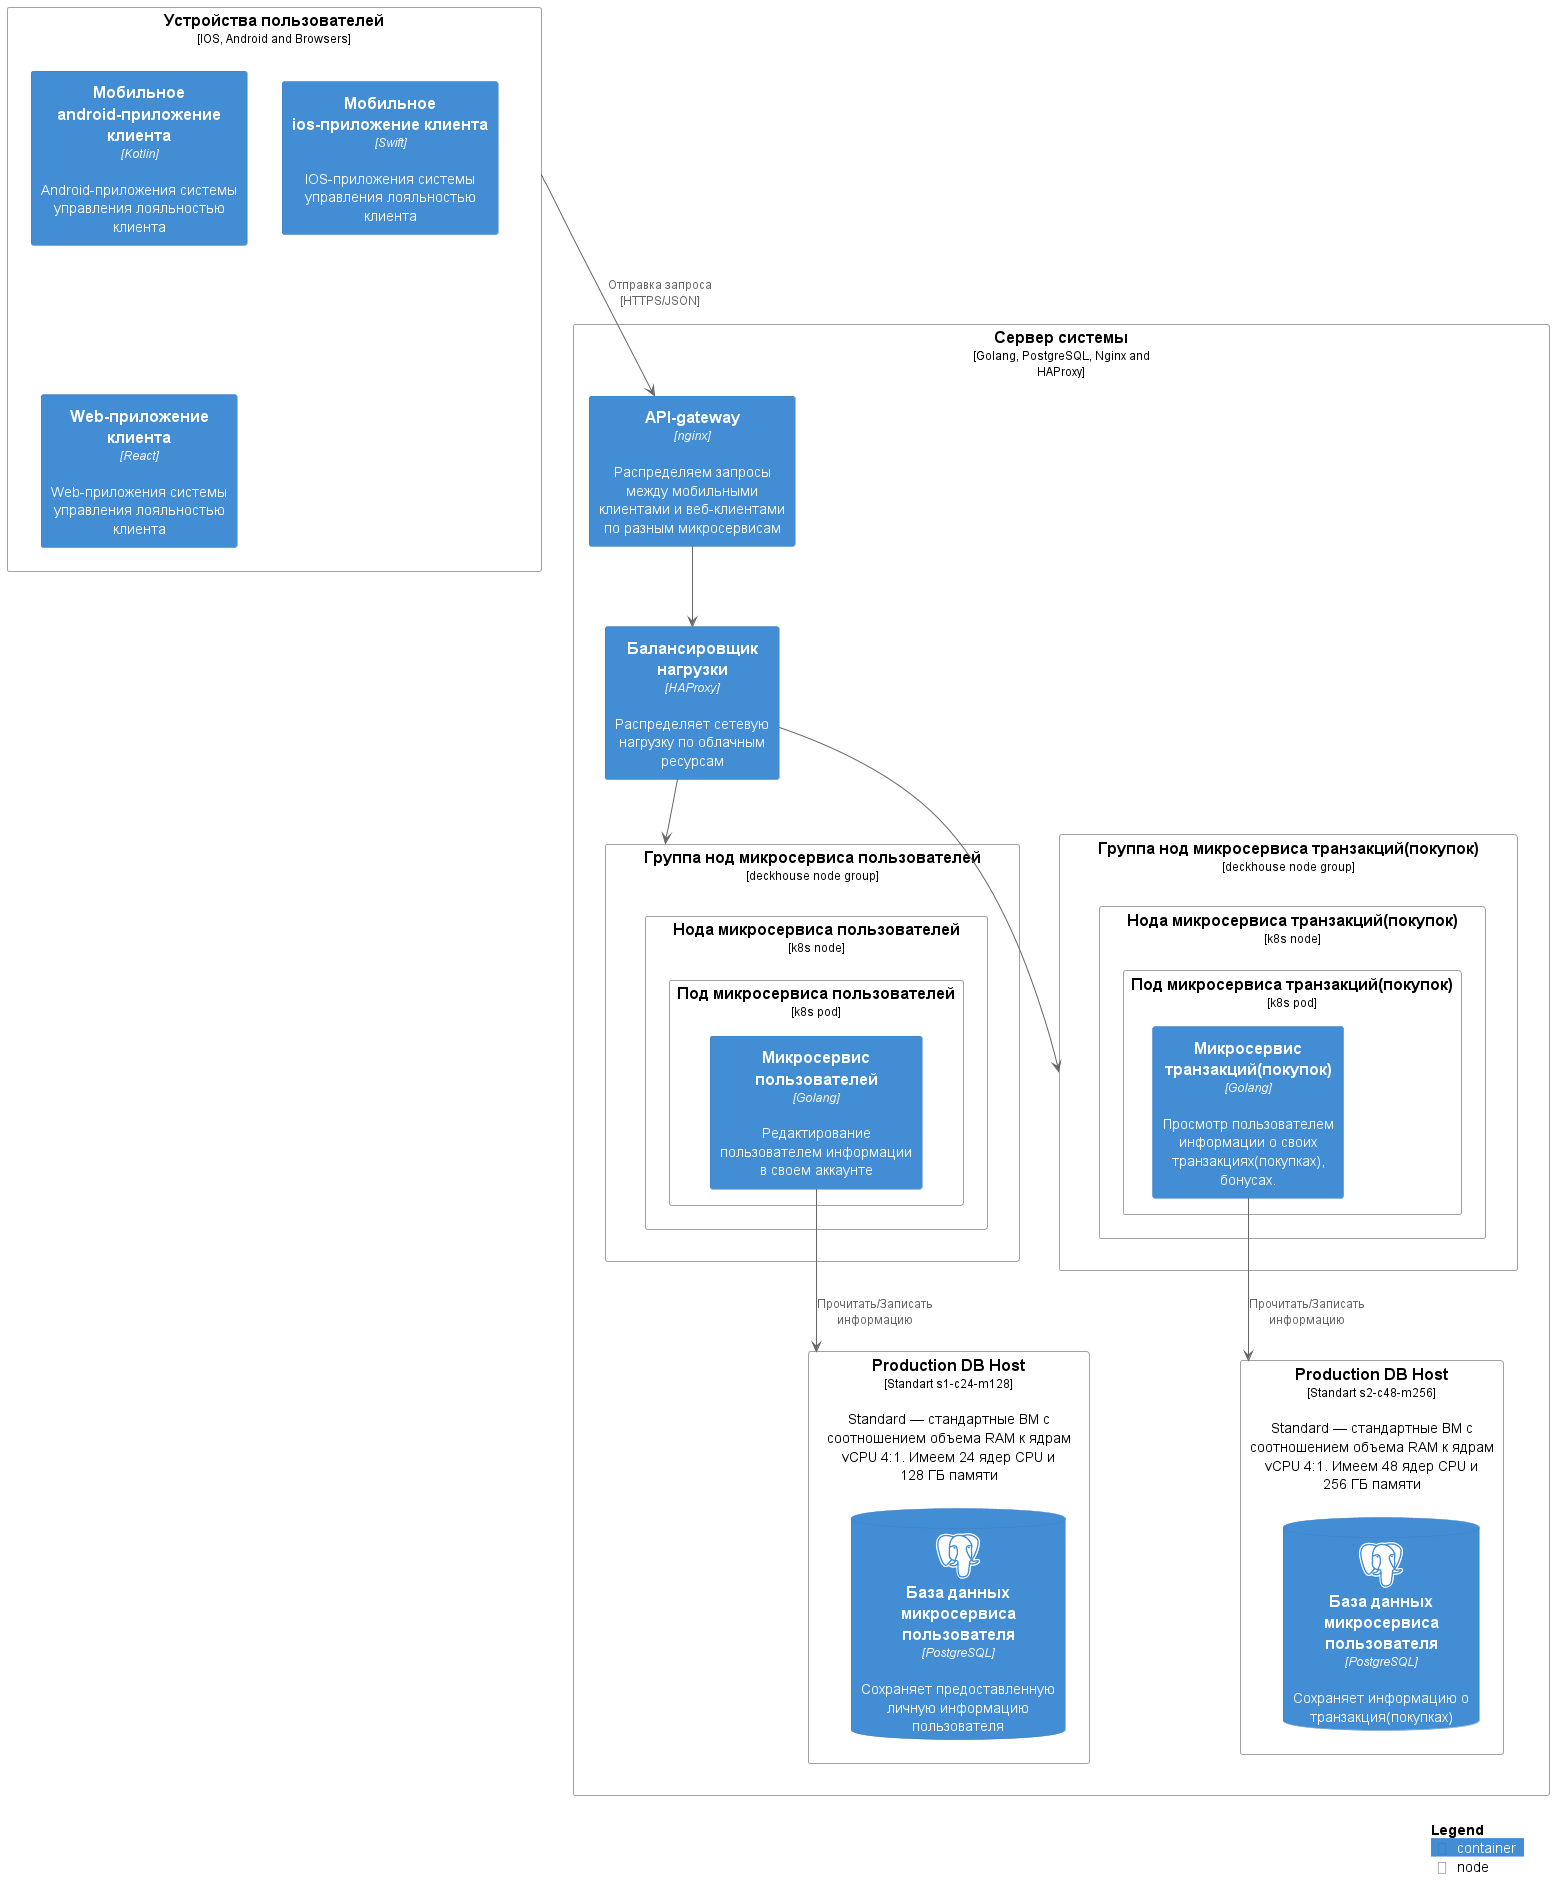 Устройства пользователей
[IOS, Android and Browsers]
Мобильное
android-приложение
клиента
[Kotlin]
Android-приложения системы
управления лояльностью
клиента
Мобильное
ios-приложение клиента
[Swift]
IOS-приложения системы
управления лояльностью
клиента
Web-приложение
клиента
[React]
Web-приложения системы
управления лояльностью
клиента
Отправка запроса
[HTTPS/JSON]
Сервер системы
[Golang, PostgreSQL, Nginx and
HAProxy]
API-gateway
[nginx]
Распределяем запросы
между мобильными
клиентами и веб-клиентами
по разным микросервисам
Балансировщик
нагрузки
[HAProxy]
Распределяет сетевую
нагрузку по облачным
ресурсам
Группа нод микросервиса пользователей
[deckhouse node group]
Нода микросервиса пользователей
[k8s node]
Под микросервиса пользователей
[k8s pod]
Микросервис
пользователей
[Golang]
Редактирование
пользователем информации
в своем аккаунте
Группа нод микросервиса транзакций(покупок)
[deckhouse node group]
Нода микросервиса транзакций(покупок)
[k8s node]
Под микросервиса транзакций(покупок)
[k8s pod]
Микросервис
транзакций(покупок)
[Golang]
Просмотр пользователем
информации о своих
транзакциях(покупках),
бонусах.
Прочитать/Записать
информацию
Прочитать/Записать
информацию
Production DB Host
[Standart s1-c24-m128]
Standard — стандартные ВМ с
соотношением объема RAM к ядрам
vCPU 4:1. Имеем 24 ядер CPU и
128 ГБ памяти
База данных
микросервиса
пользователя
[PostgreSQL]
Сохраняет предоставленную
личную информацию
пользователя
Production DB Host
[Standart s2-c48-m256]
Standard — стандартные ВМ с
соотношением объема RAM к ядрам
vCPU 4:1. Имеем 48 ядер CPU и
256 ГБ памяти
База данных
микросервиса
пользователя
[PostgreSQL]
Сохраняет информацию о
транзакция(покупках)
Legend
container
node